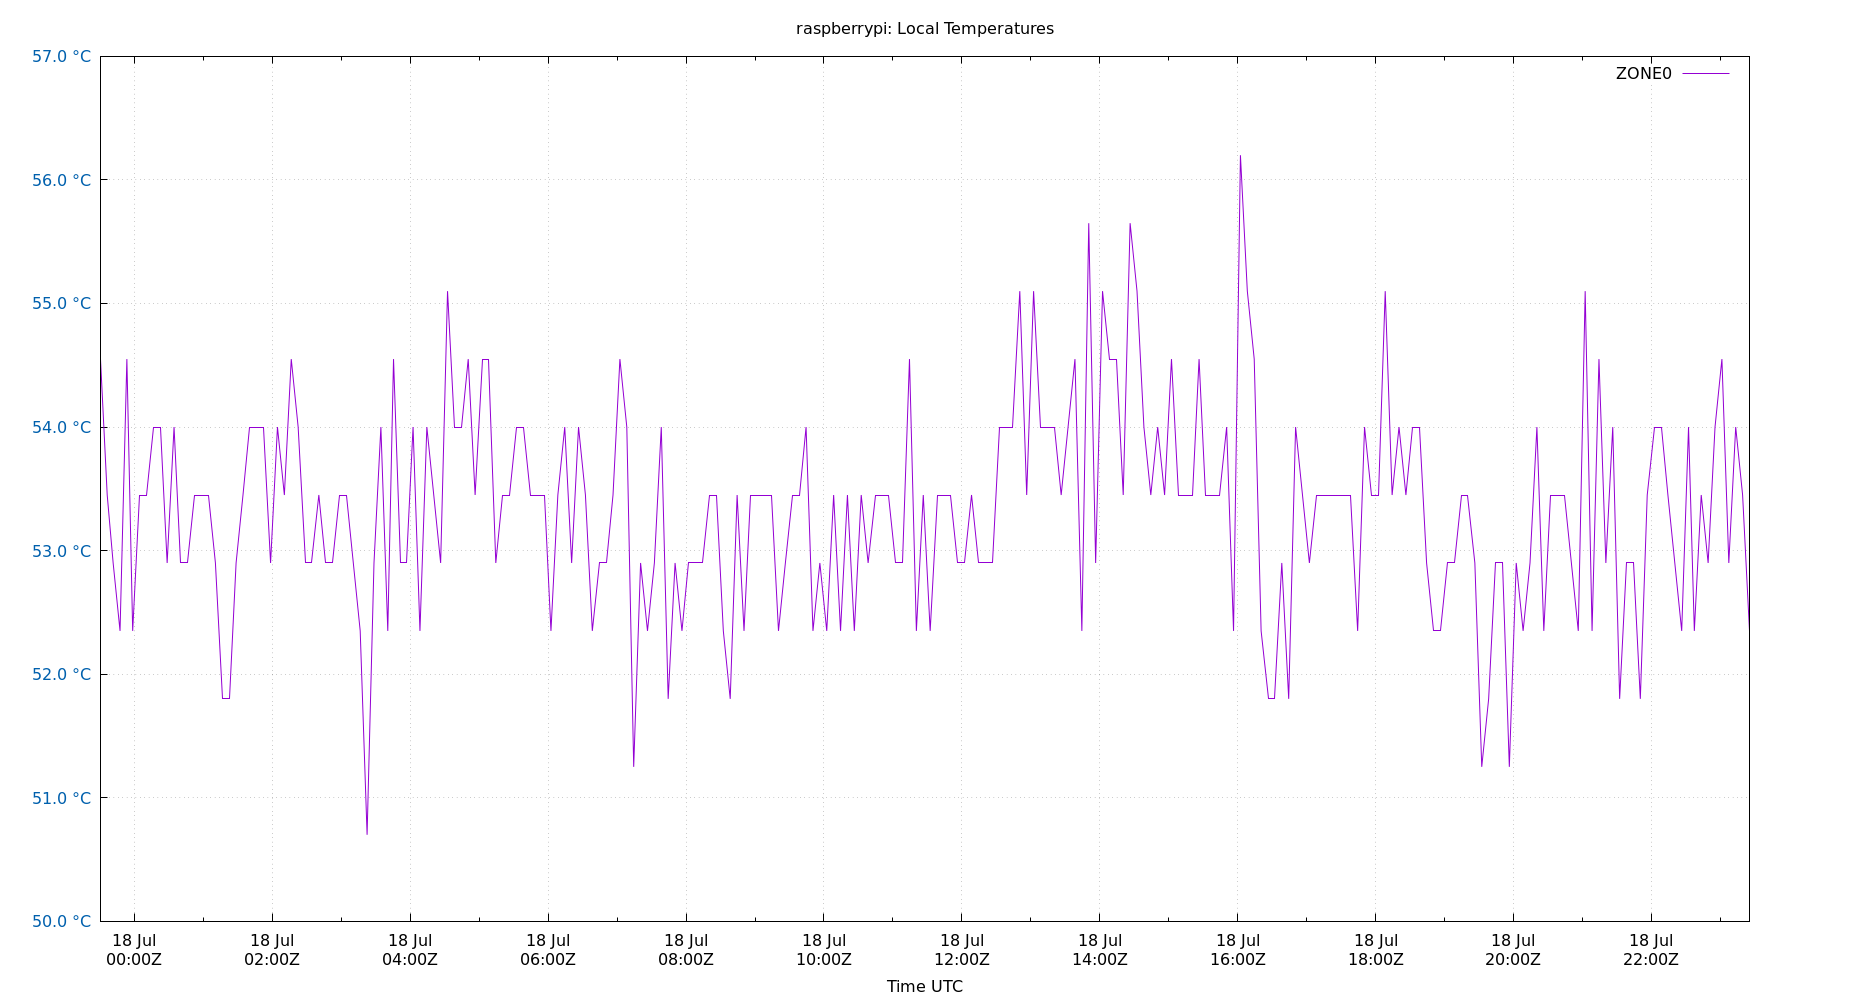 raspberrypi: Local Temperatures
57.0 °C
ZONE0
56.0 °C
55.0 °C
54.0 °C
53.0 °C
52.0 °C
51.0 °C
50.0 °C
18 Jul 18 Jul 18 Jul 18 Jul 18 Jul 18 Jul 18 Jul 18 Jul 18 Jul 18 Jul 18 Jul 18 Jul
00:00Z 02:00Z 04:00Z 06:00Z 08:00Z 10:00Z 12:00Z 14:00Z 16:00Z 18:00Z 20:00Z 22:00Z
Time UTC